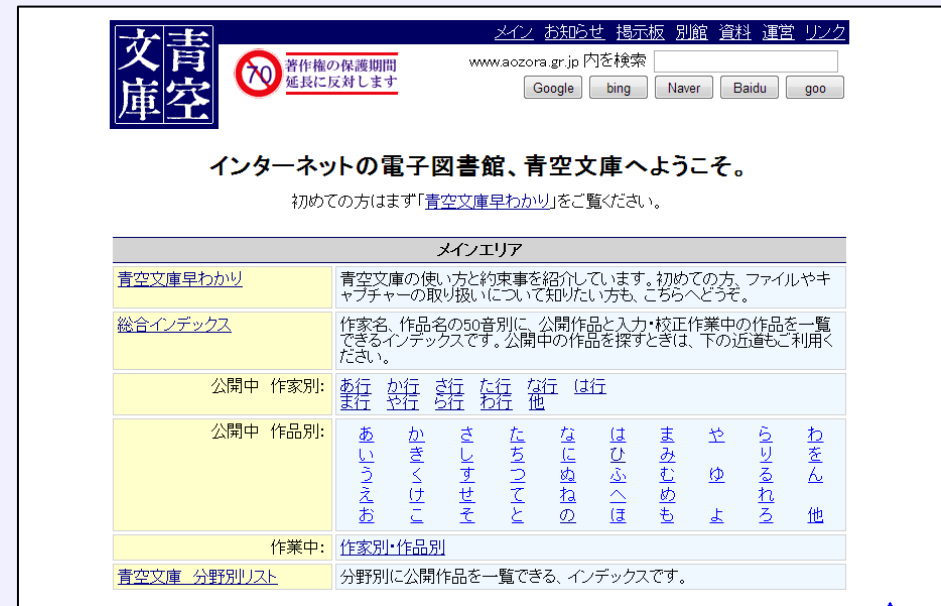 青空文庫
メイン お知らせ 掲示板 別館 資料 運営 リンク
70 著作権の保護期間
延長に反対します
www.aozora.gr.jp 内を検索
Google bing Naver Baidu goo
インターネットの電子図書館、青空文庫へようこそ。
初めての方はまず「青空文庫早わかり」をご覧ください。
メインエリア
青空文庫早わかり 青空文庫の使い方と約束事を紹介しています。初めての方、ファイルやキ
ャプチャーの取り扱いについて知りたい方も、こちらへどうぞ。
総合インデックス 作家名、作品名の50音別に、公開作品と入力・校正作業中の作品を一覧
できるインデックスです。公開中の作品を探すときは、下の近道もご利用く
ださい。
公開中 作家別: あ行 か行 さ行 た行 な行 は行
ま行 や行 ら行 わ行 他
公開中 作品別: あ か さ た な は ま や ら わ
い き し ち に ひ み り を
う く す つ ぬ ふ む ゆ る ん
え け せ て ね へ め れ
お こ そ と の ほ も よ ろ 他
作業中: 作家別・作品別
青空文庫 分野別リスト 分野別に公開作品を一覧できる、インデックスです。